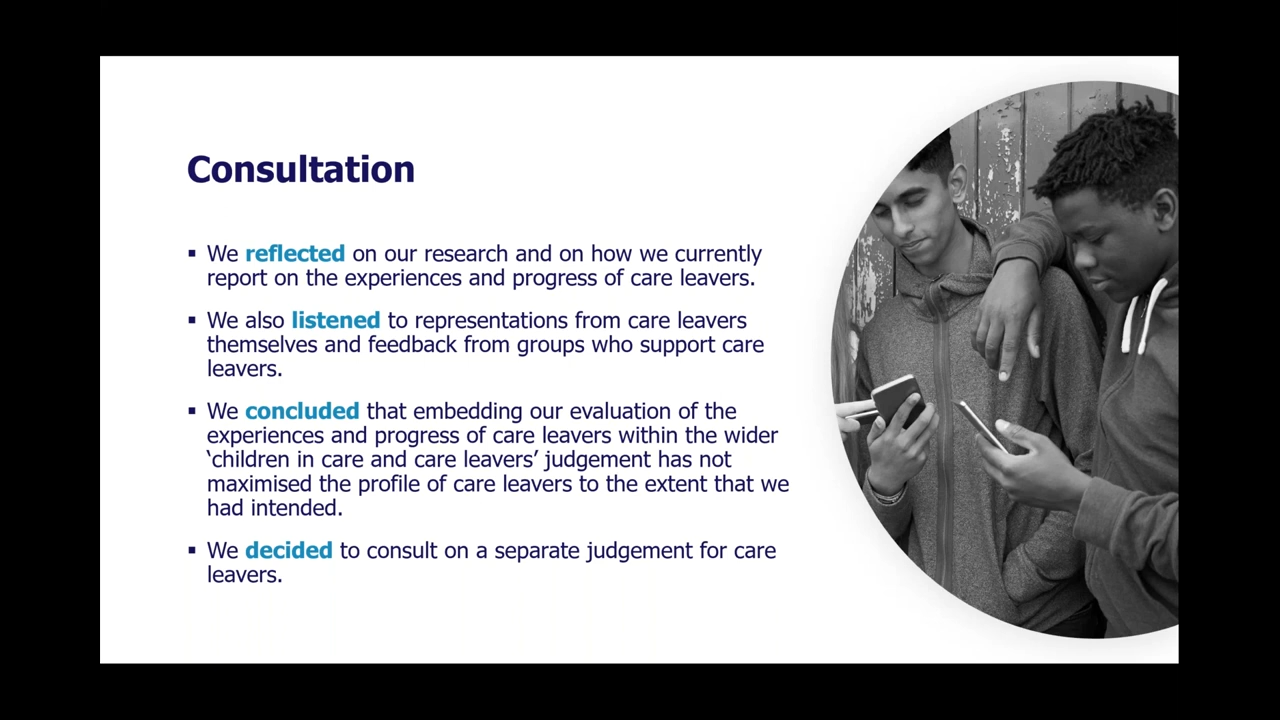 Consultation
▪ We reflected on our research and on how we currently
report on the experiences and progress of care leavers.
▪ We also listened to representations from care leavers
themselves and feedback from groups who support care
leavers.
▪ We concluded that embedding our evaluation of the
experiences and progress of care leavers within the wider
‘children in care and care leavers’ judgement has not
maximised the profile of care leavers to the extent that we
had intended.
▪ We decided to consult on a separate judgement for care
leavers.